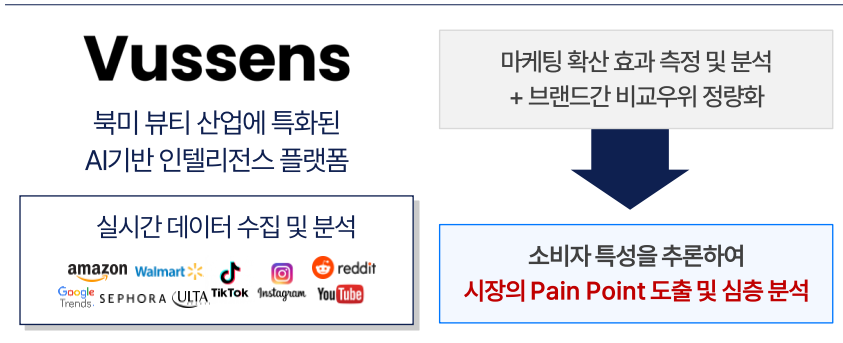 Vussens
북미 뷰티 산업에 특화된
AI기반 인텔리전스 플랫폼
실시간 데이터 수집 및 분석
amazon Walmart TikTok Instagram reddit
Google Trends. SEPHORA ULTA YouTube
마케팅 확산 효과 측정 및 분석
+ 브랜드간 비교우위 정량화
소비자 특성을 추론하여
시장의 Pain Point 도출 및 심층 분석